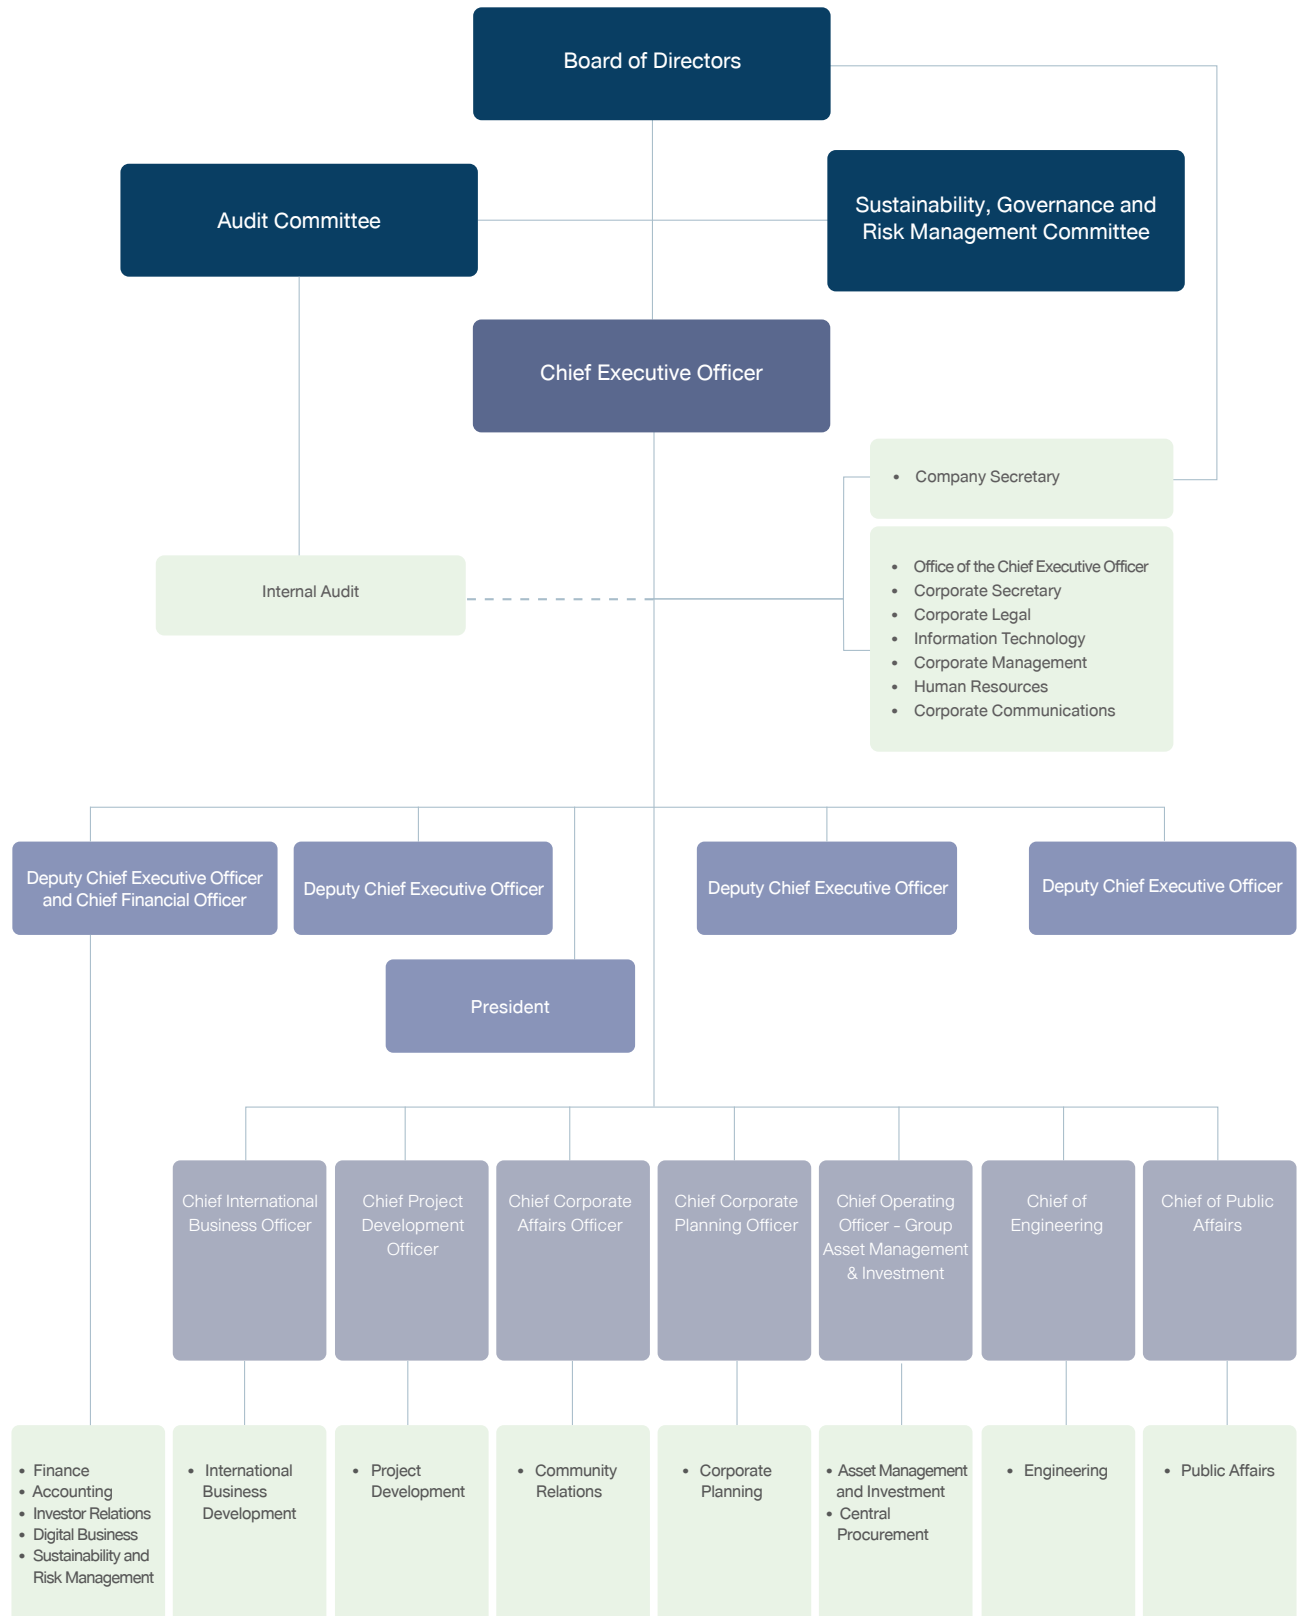 Board of Directors
Audit Committee
Sustainability, Governance and
Risk Management Committee
Chief Executive Officer
• Company Secretary
Internal Audit
• Office of the Chief Executive Officer
• Corporate Secretary
• Corporate Legal
• Information Technology
• Corporate Management
• Human Resources
• Corporate Communications
Deputy Chief Executive Officer
and Chief Financial Officer
Deputy Chief Executive Officer
Deputy Chief Executive Officer
Deputy Chief Executive Officer
President
Chief International
Business Officer
Chief Project
Development
Officer
Chief Corporate
Affairs Officer
Chief Corporate
Planning Officer
Chief Operating
Officer - Group
Asset Management
& Investment
Chief of
Engineering
Chief of Public
Affairs
• Finance
• Accounting
• Investor Relations
• Digital Business
• Sustainability and
Risk Management
• International
Business
Development
• Project
Development
• Community
Relations
• Corporate
Planning
• Asset Management
and Investment
• Central
Procurement
• Engineering
• Public Affairs